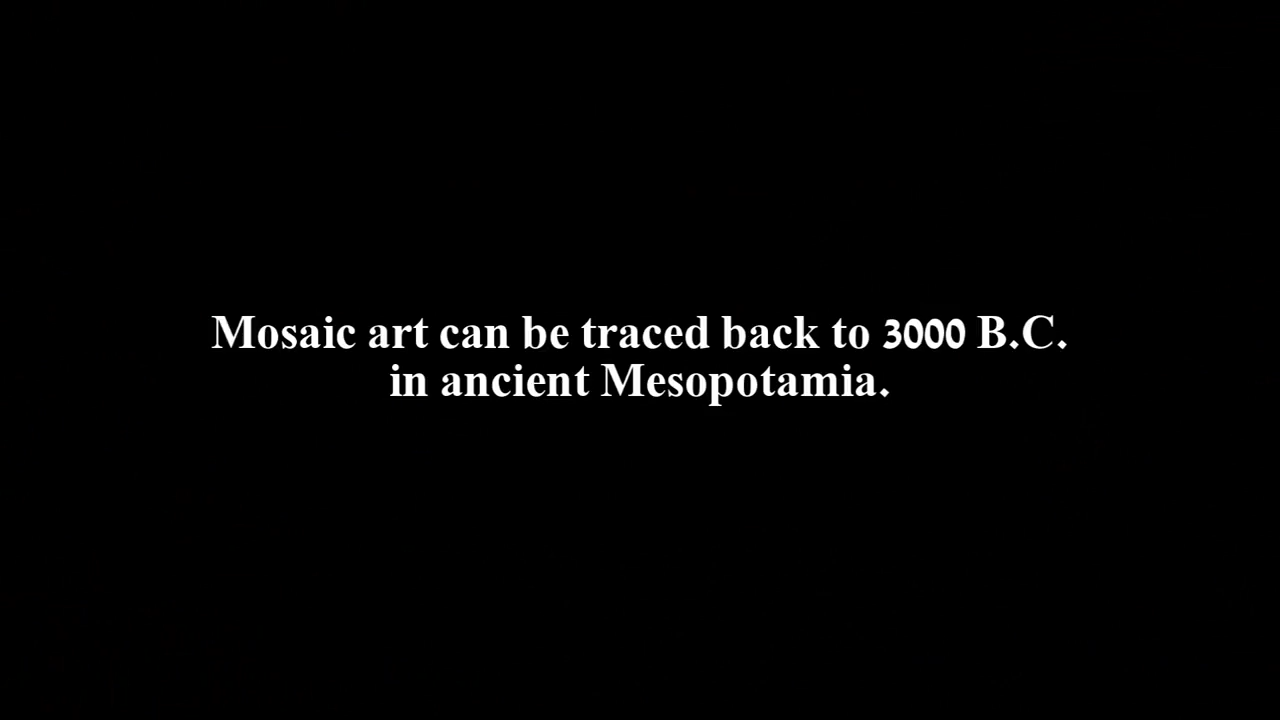 Mosaic art can be traced back to 3000 B.C.
in ancient Mesopotamia.